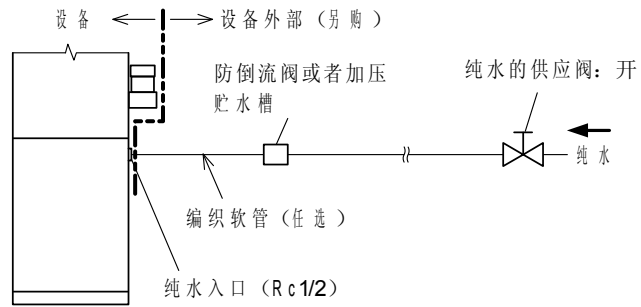 设备
设备外部（另购）
防倒流阀或者加压
贮水槽
纯水的供应阀：开
纯水
编织软管（任选）
纯水入口（Rc1/2）